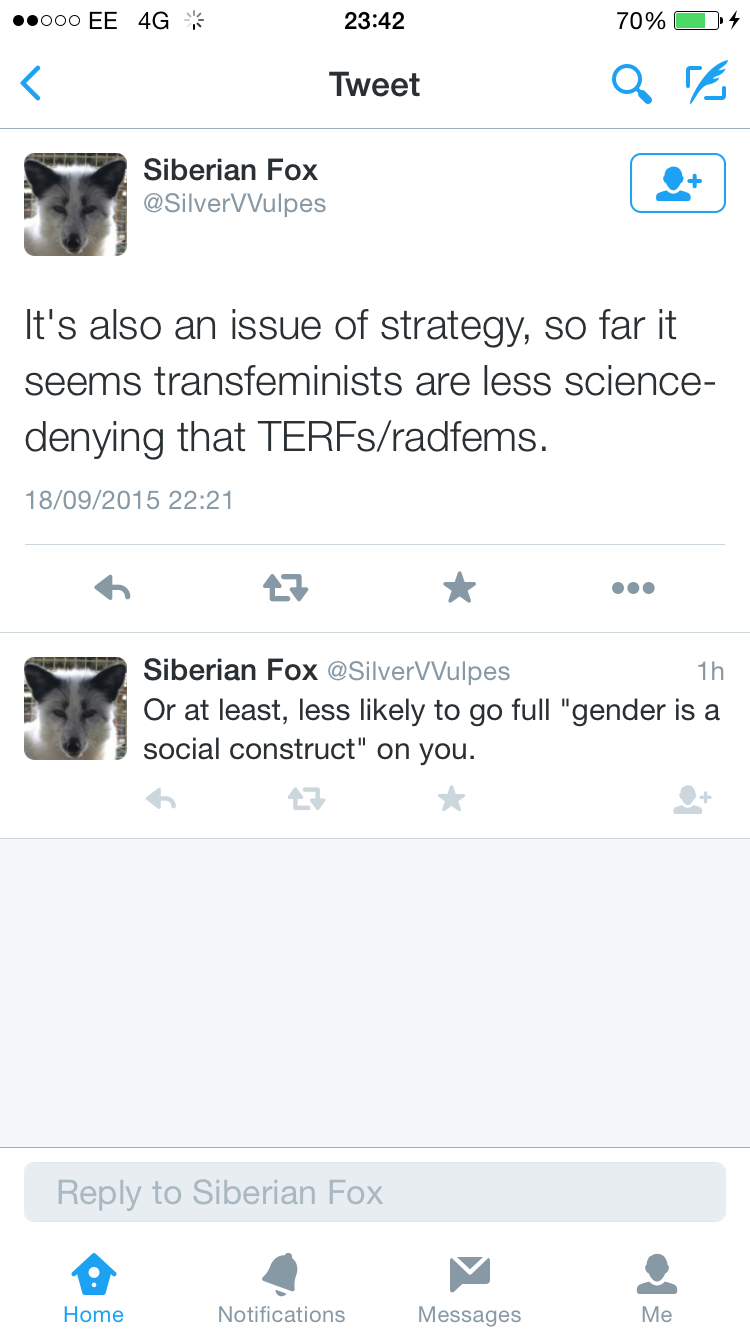 EE 4G 23:42 70%
Tweet
Siberian Fox
@SilverVVulpes
It's also an issue of strategy, so far it
seems transfeminists are less science-
denying that TERFs/radfems.
18/09/2015 22:21
Siberian Fox @SilverVVulpes 1h
Or at least, less likely to go full "gender is a
social construct" on you.
Reply to Siberian Fox
Home Notifications Messages Me